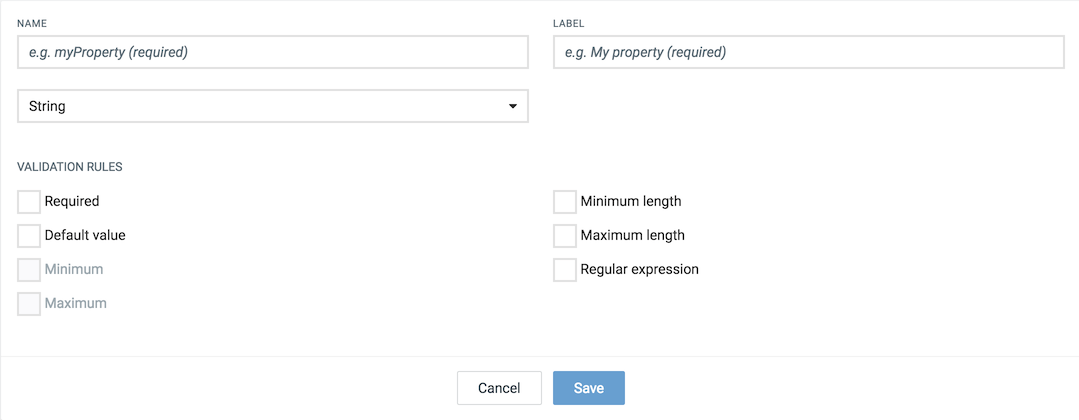 NAME
LABEL
e.g. myProperty (required)
e.g. My property (required)
String
VALIDATION RULES
Required
Minimum length
Default value
Maximum length
Minimum
Regular expression
Maximum
Cancel
Save